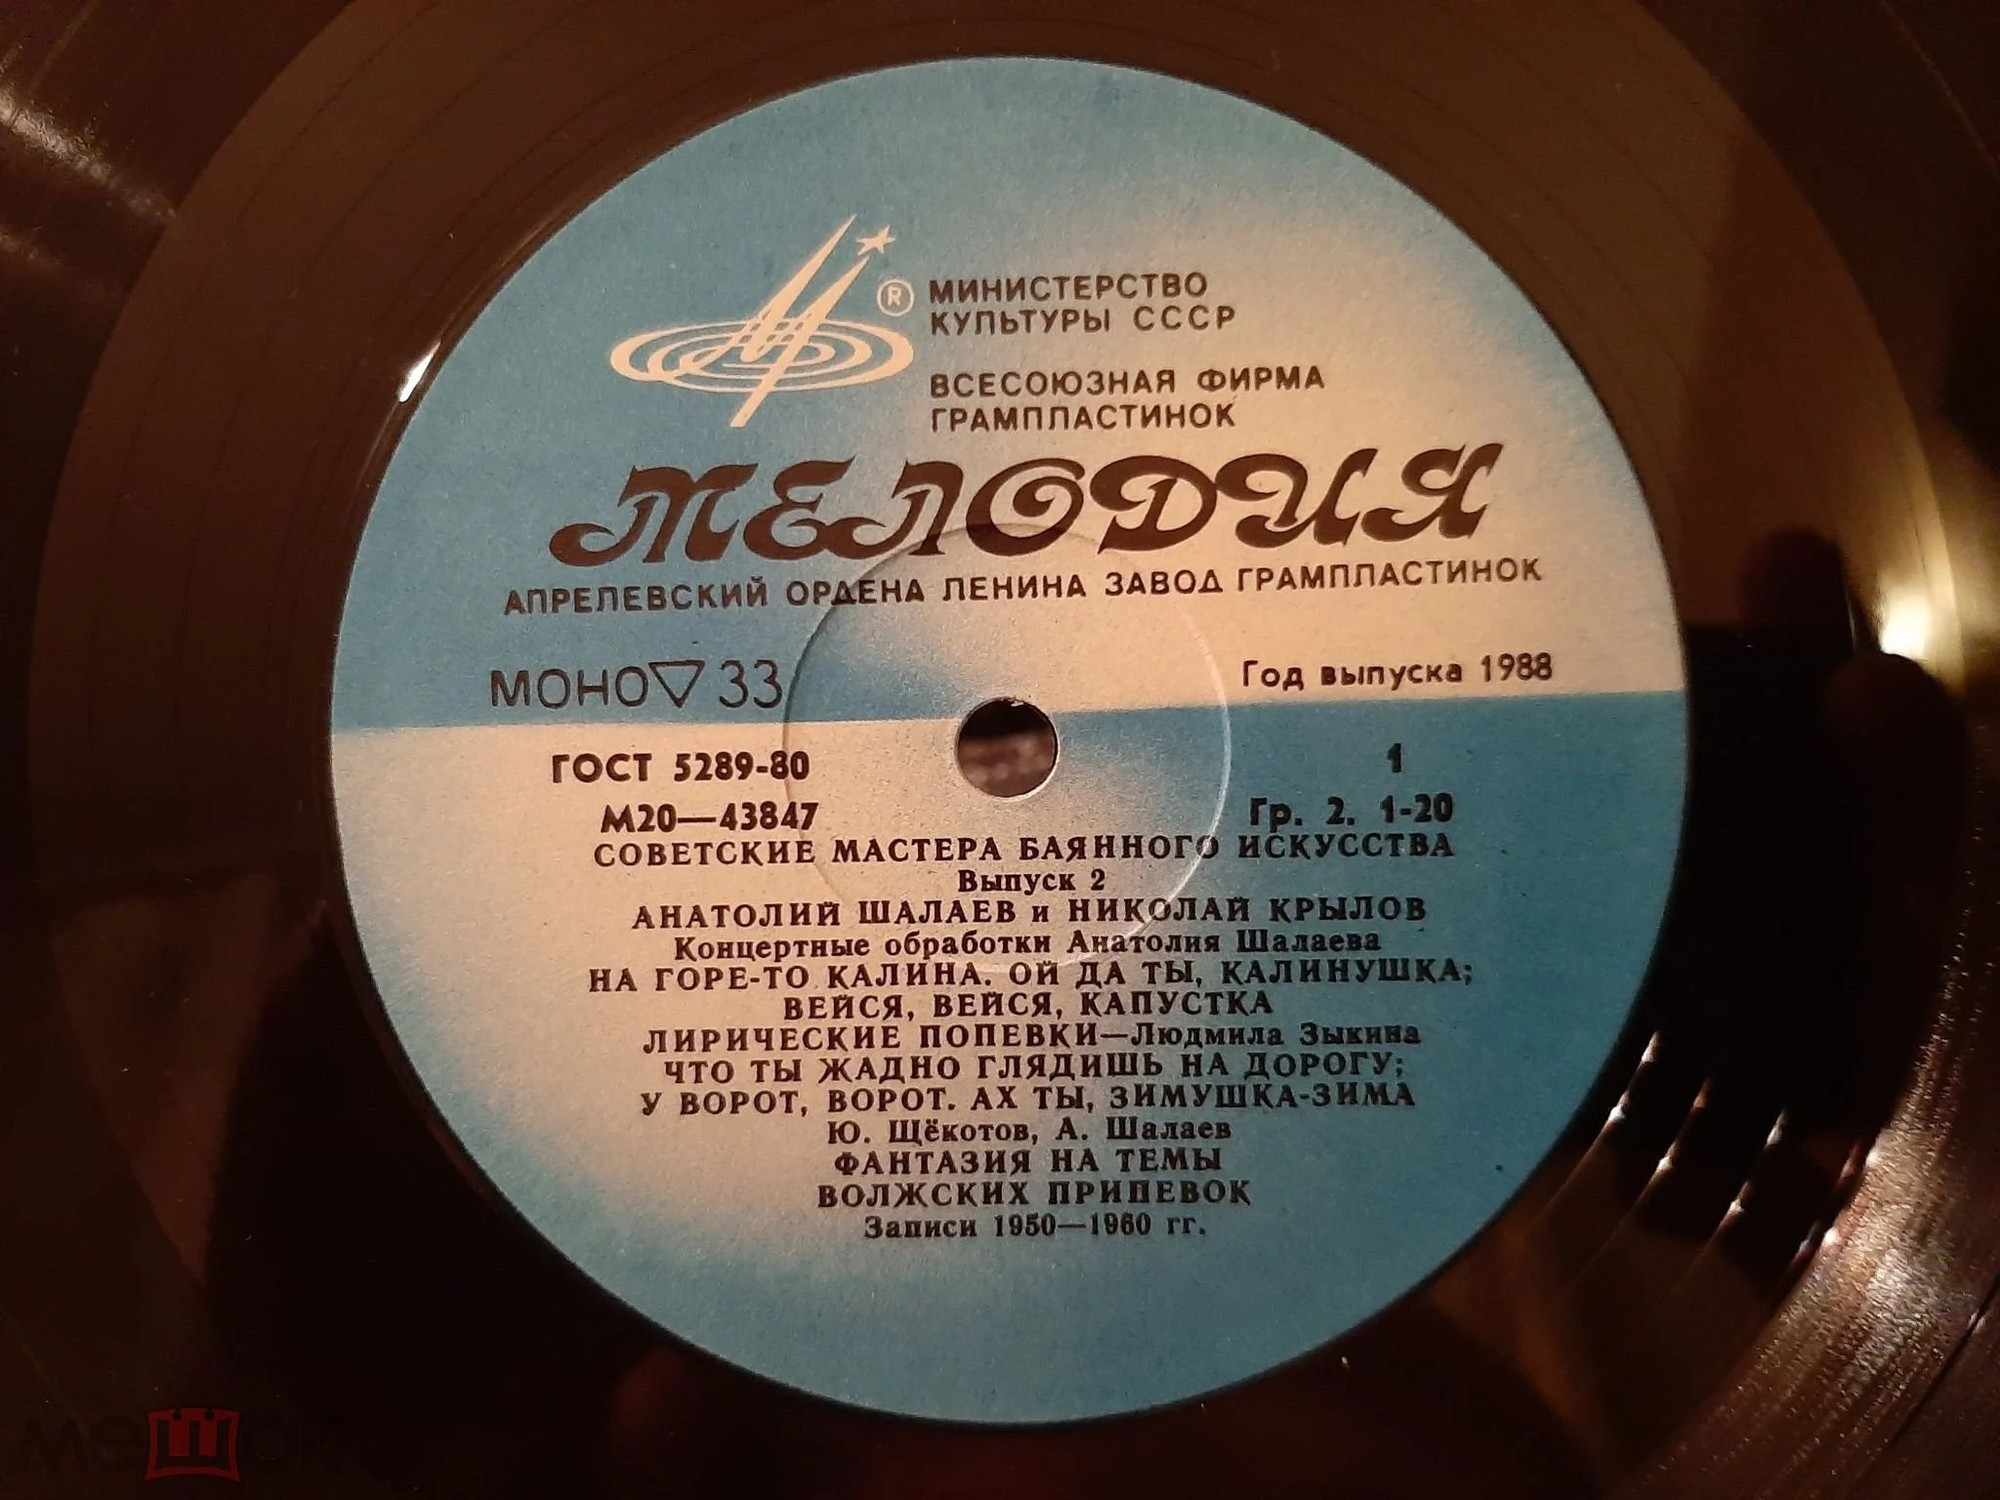 ®
МИНИСТЕРСТВО
КУЛЬТУРЫ СССР
ВСЕСОЮЗНАЯ ФИРМА
ГРАМПЛАСТИНОК
МЕЛОДИЯ
АПРЕЛЕВСКИЙ ОРДЕНА ЛЕНИНА ЗАВОД ГРАМПЛАСТИНОК
МОНО▽33
Год выпуска 1988
ГОСТ 5289-80
1
М20—43847
Гр. 2. 1-20
СОВЕТСКИЕ МАСТЕРА БАЯННОГО ИСКУССТВА
Выпуск 2
АНАТОЛИЙ ШАЛАЕВ и НИКОЛАЙ КРЫЛОВ
Концертные обработки Анатолия Шалаева
НА ГОРЕ-ТО КАЛИНА. ОЙ ДА ТЫ, КАЛИНУШКА;
ВЕЙСЯ, ВЕЙСЯ, КАПУСТКА
ЛИРИЧЕСКИЕ ПОПЕВКИ—Людмила Зыкина
ЧТО ТЫ ЖАДНО ГЛЯДИШЬ НА ДОРОГУ;
У ВОРОТ, ВОРОТ. АХ ТЫ, ЗИМУШКА-ЗИМА
Ю. Щёкотов, А. Шалаев
ФАНТАЗИЯ НА ТЕМЫ
ВОЛЖСКИХ ПРИПЕВОК
Записи 1950—1960 гг.
мешок